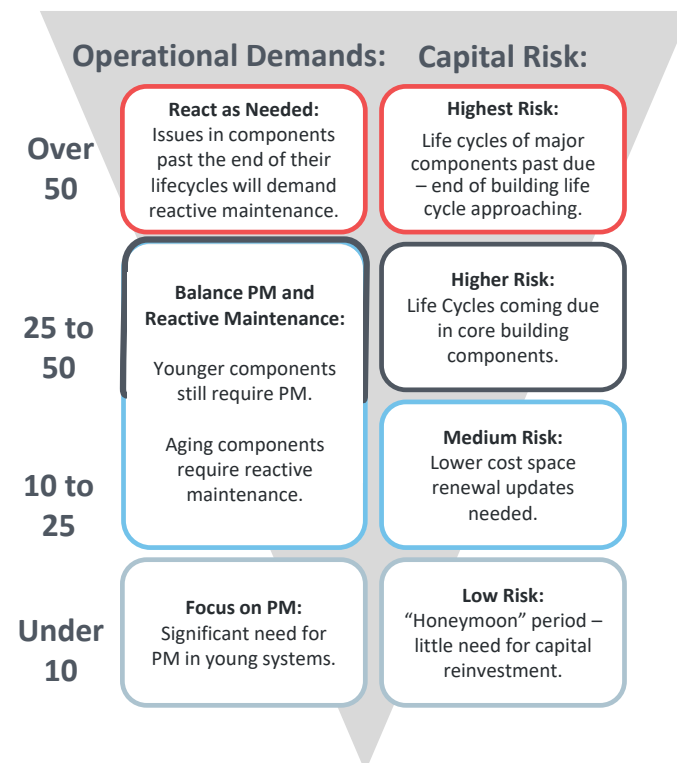 Operational Demands:
Capital Risk:
Over
50
React as Needed:
Issues in components
past the end of their
lifecycles will demand
reactive maintenance.
Highest Risk:
Life cycles of major
components past due
– end of building life
cycle approaching.
25 to
50
Balance PM and
Reactive Maintenance:
Younger components
still require PM.
Aging components
require reactive
maintenance.
Higher Risk:
Life Cycles coming due
in core building
components.
10 to
25
Medium Risk:
Lower cost space
renewal updates
needed.
Under
10
Focus on PM:
Significant need for
PM in young systems.
Low Risk:
“Honeymoon” period –
little need for capital
reinvestment.